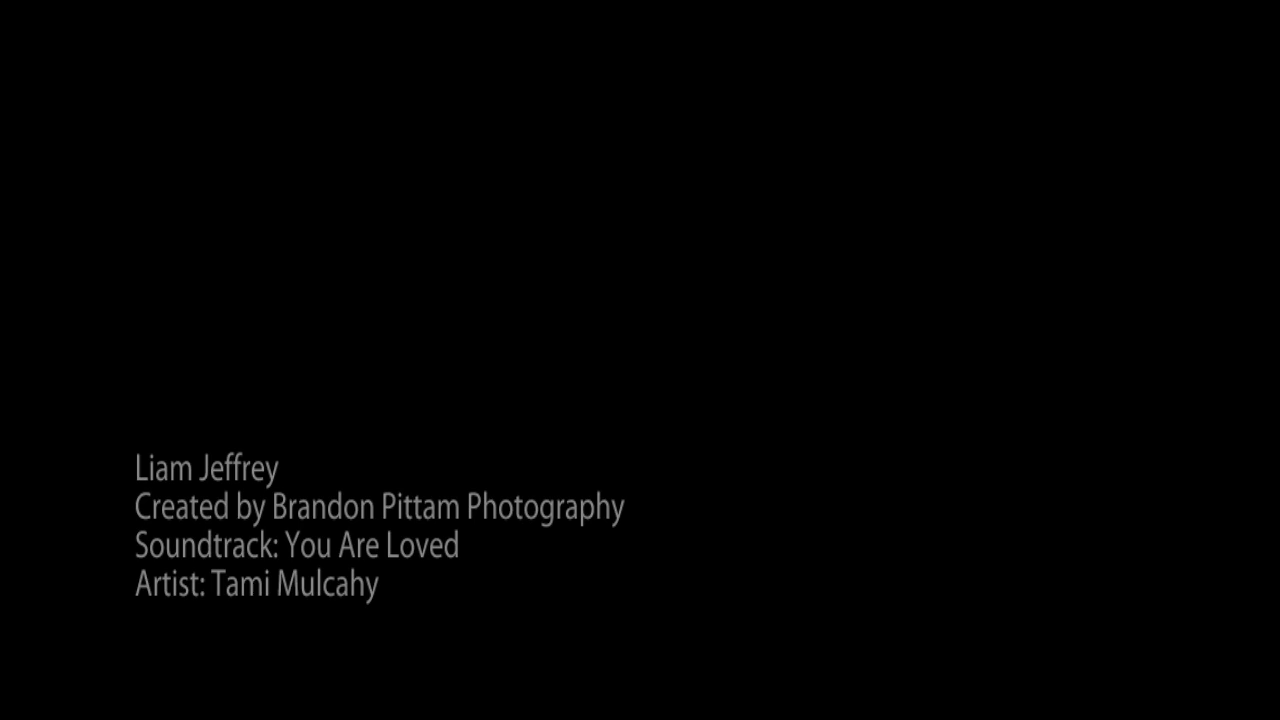 Liam Jeffrey
Created by Brandon Pittam Photography
Soundtrack: You Are Loved
Artist: Tami Mulcahy